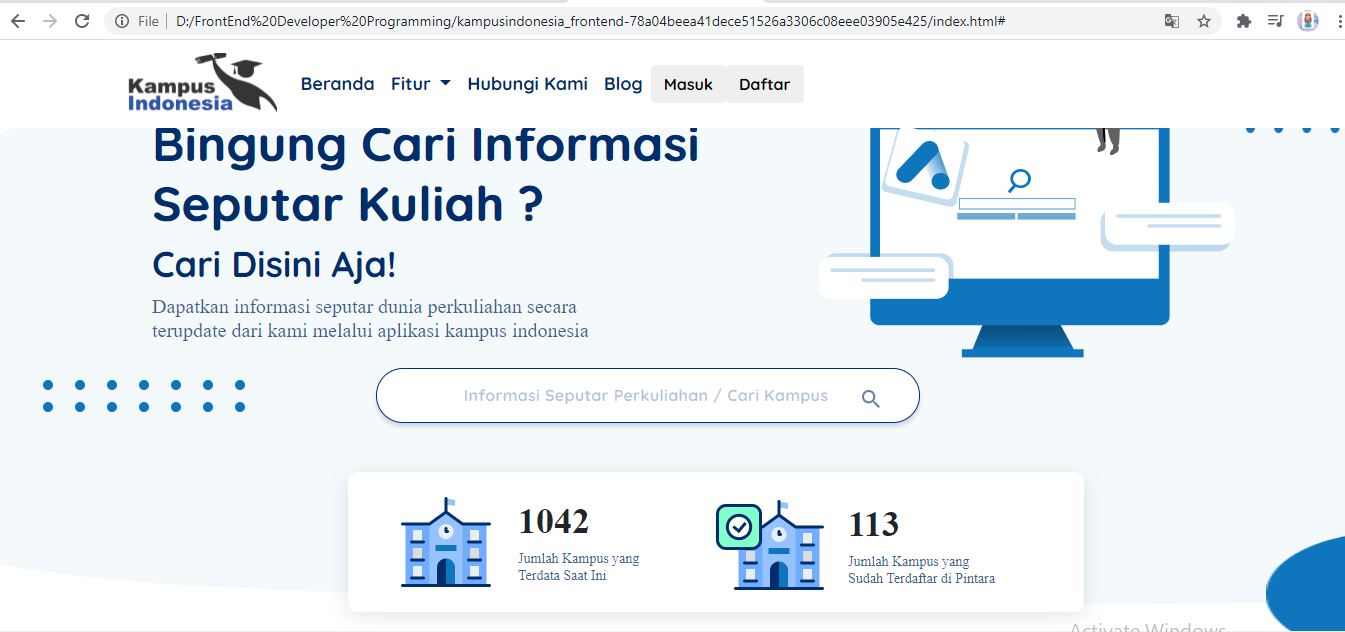 File
D:/FrontEnd%20Developer%20Programming/kampusindonesia_frontend-78a04beea41dece51526a3306c08eee03905e425/index.html#
Kampus
Indonesia
Beranda Fitur Hubungi Kami Blog Masuk Daftar
Bingung Cari Informasi
Seputar Kuliah ?
Cari Disini Aja!
Dapatkan informasi seputar dunia perkuliahan secara
terupdate dari kami melalui aplikasi kampus indonesia
Informasi Seputar Perkuliahan / Cari Kampus
1042
Jumlah Kampus yang
Terdata Saat Ini
113
Jumlah Kampus yang
Sudah Terdaftar di Pintara
Activate Windows